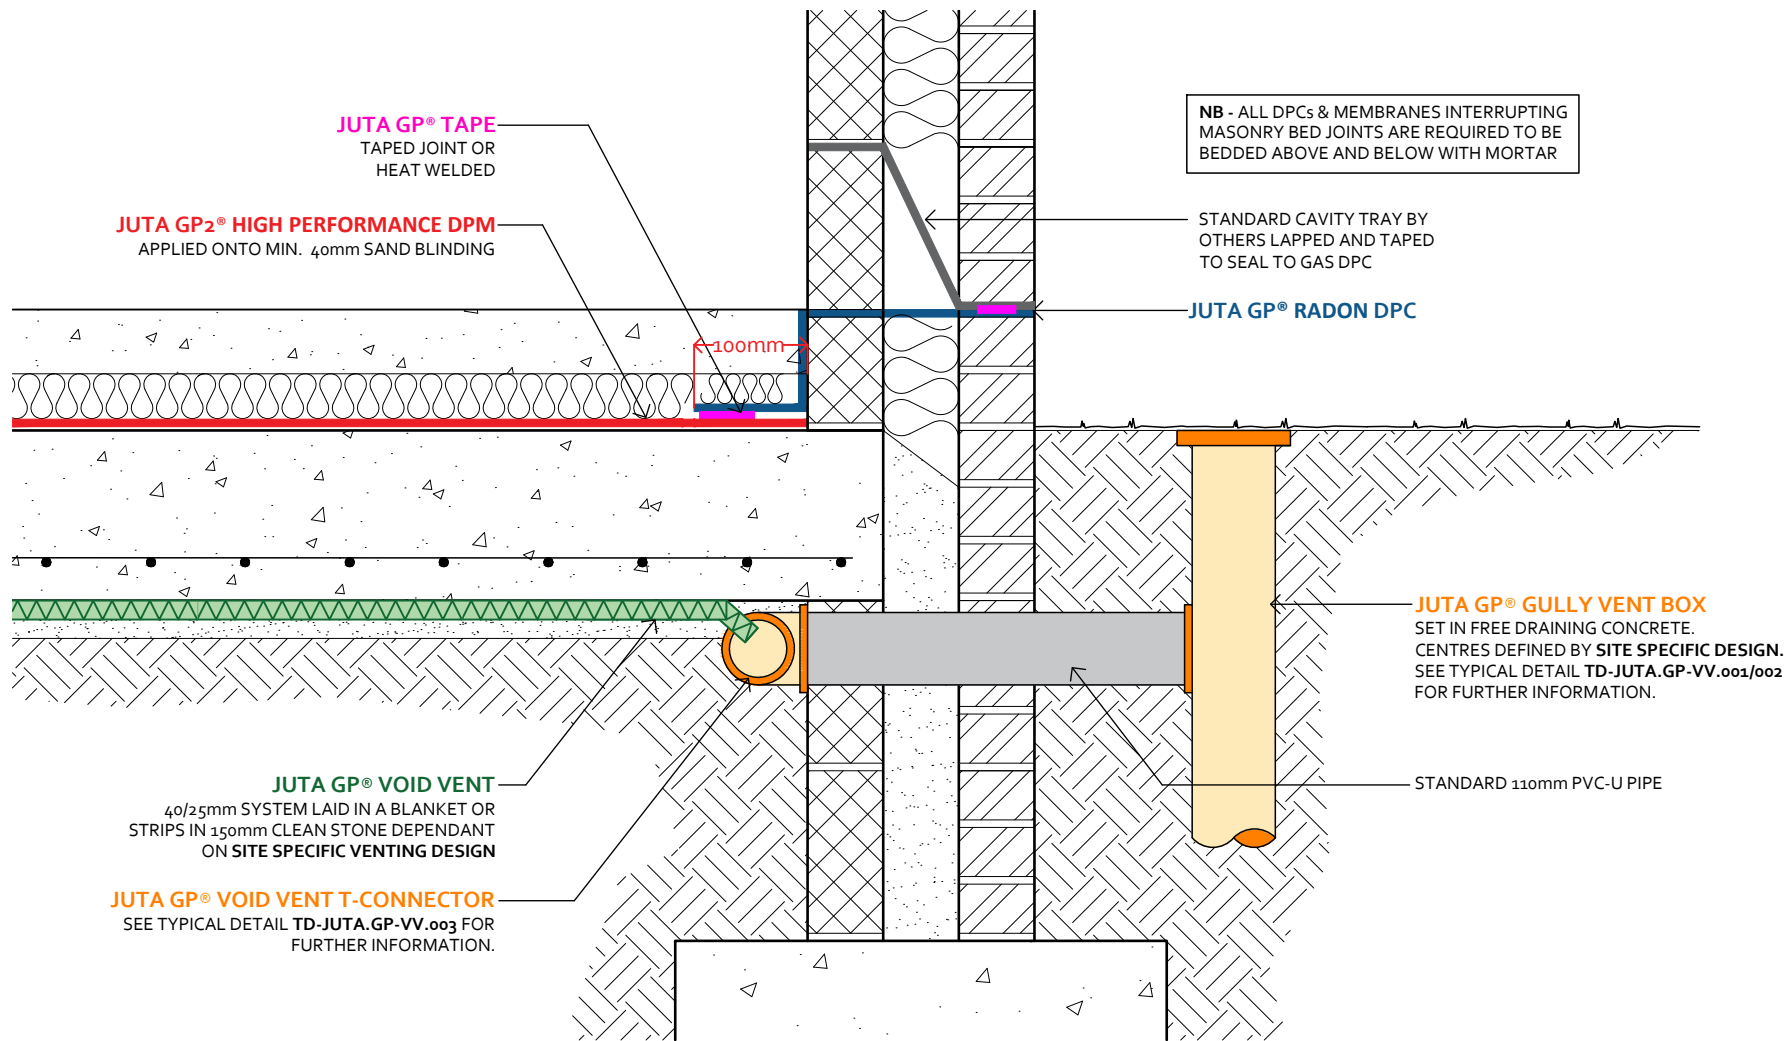 JUTA GP® TAPE
TAPED JOINT OR
HEAT WELDED
JUTA GP2® HIGH PERFORMANCE DPM
APPLIED ONTO MIN. 40mm SAND BLINDING
100mm
NB - ALL DPCs & MEMBRANES INTERRUPTING
MASONRY BED JOINTS ARE REQUIRED TO BE
BEDDED ABOVE AND BELOW WITH MORTAR
STANDARD CAVITY TRAY BY
OTHERS LAPPED AND TAPED
TO SEAL TO GAS DPC
JUTA GP® RADON DPC
JUTA GP® GULLY VENT BOX
SET IN FREE DRAINING CONCRETE.
CENTRES DEFINED BY SITE SPECIFIC DESIGN.
SEE TYPICAL DETAIL TD-JUTA.GP-VV.001/002
FOR FURTHER INFORMATION.
STANDARD 110mm PVC-U PIPE
JUTA GP® VOID VENT
40/25mm SYSTEM LAID IN A BLANKET OR
STRIPS IN 150mm CLEAN STONE DEPENDANT
ON SITE SPECIFIC VENTING DESIGN
JUTA GP® VOID VENT T-CONNECTOR
SEE TYPICAL DETAIL TD-JUTA.GP-VV.003 FOR
FURTHER INFORMATION.